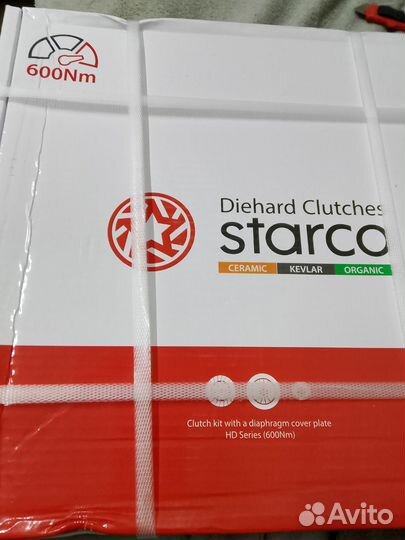 600Nm
Diehard Clutches
starco
CERAMIC KEVLAR ORGANIC
Clutch kit with a diaphragm cover plate
HD Series (600Nm)
Avito